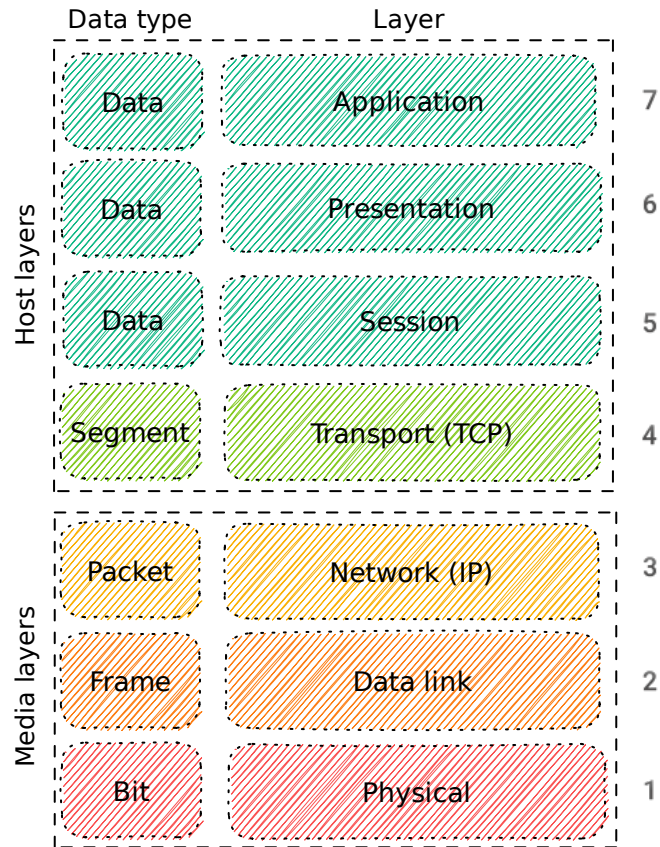 Data type Layer
Host layers
Data Application 7
Data Presentation 6
Data Session 5
Segment Transport (TCP) 4
Media layers
Packet Network (IP) 3
Frame Data link 2
Bit Physical 1